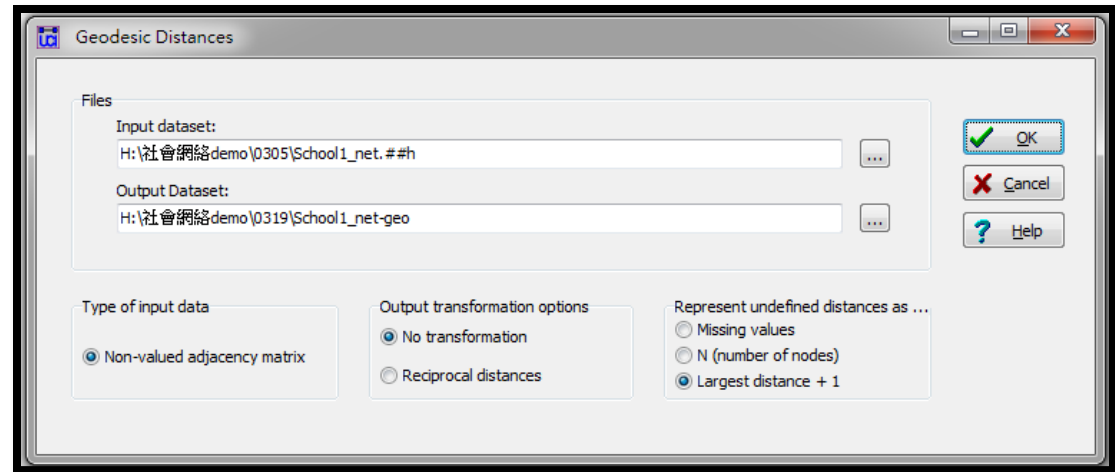 Geodesic Distances
Files
Input dataset:
H:\社會網絡demo\0305\School1_net.##h
...
Output Dataset:
H:\社會網絡demo\0319\School1_net-geo
...
OK
Cancel
Help
Type of input data
Non-valued adjacency matrix
Output transformation options
No transformation
Reciprocal distances
Represent undefined distances as ...
Missing values
N (number of nodes)
Largest distance + 1